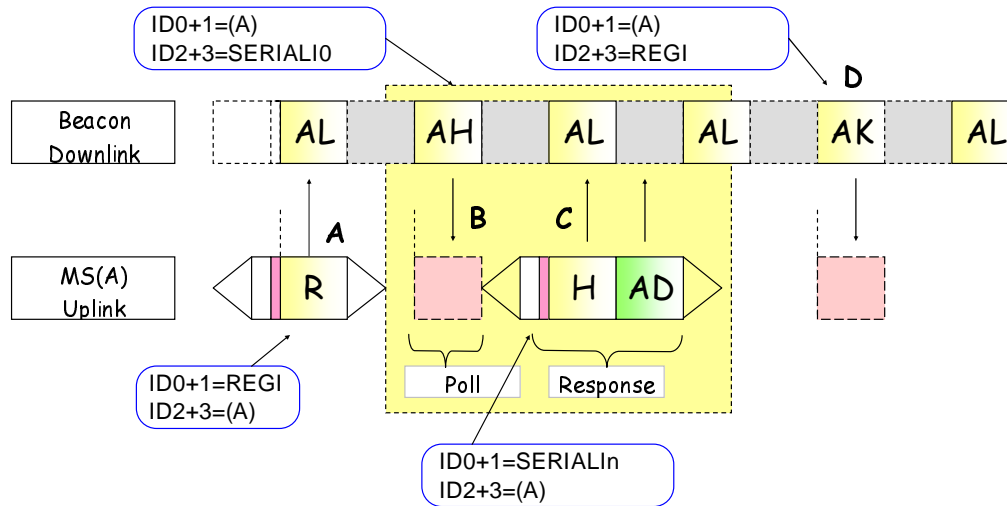 ID0+1=(A)
ID2+3=SERIALI0
ID0+1=(A)
ID2+3=REGI
D
Beacon
Downlink
AL
AH
AL
AL
AK
AL
A
B
C
MS(A)
Uplink
R
H
AD
ID0+1=REGI
ID2+3=(A)
Poll
Response
ID0+1=SERIALIn
ID2+3=(A)